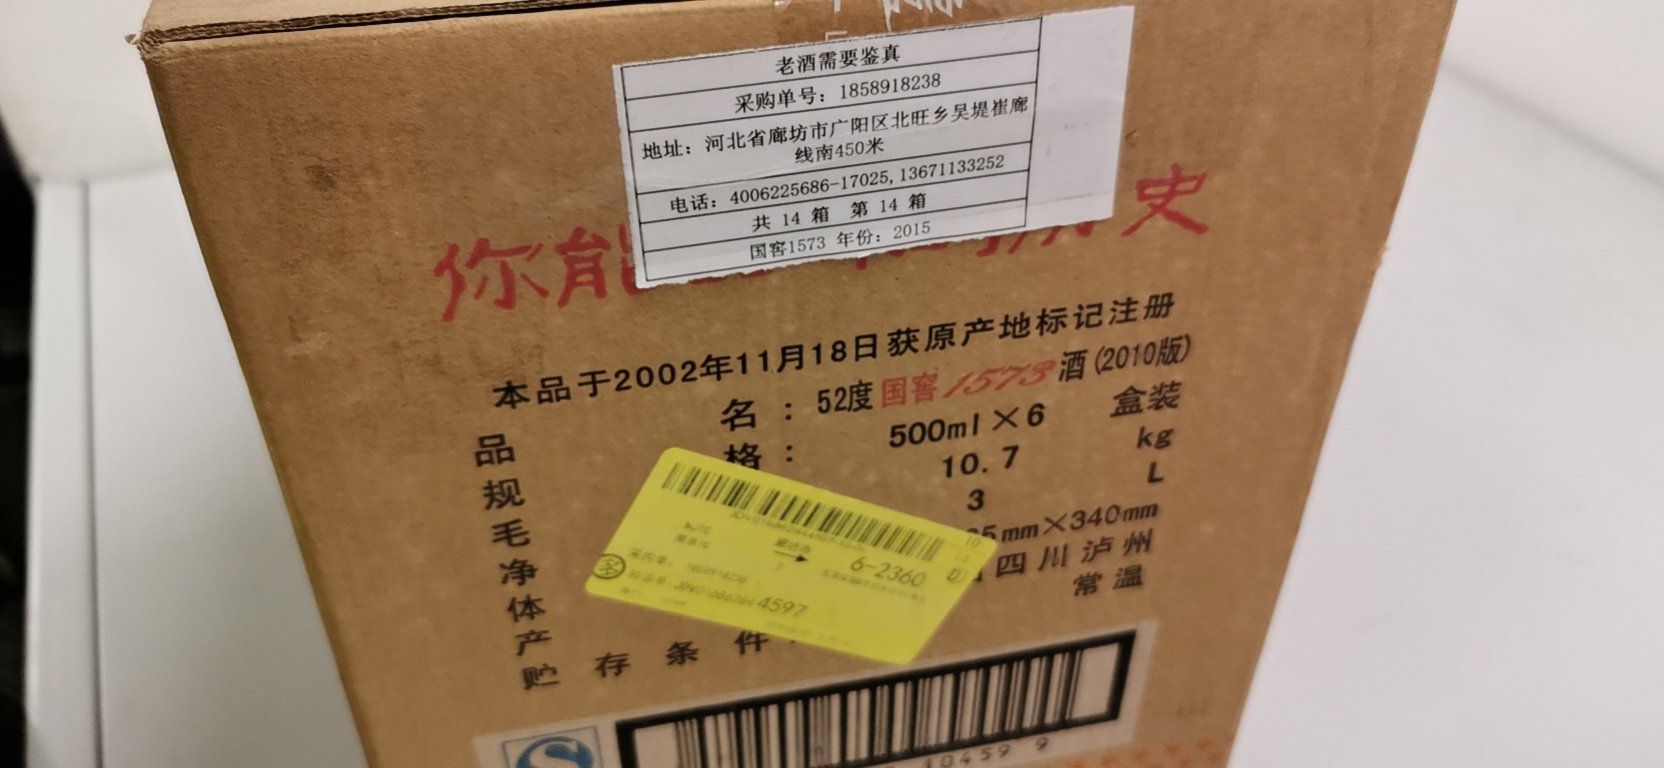 老酒需要鉴真
采购单号：1858918238
地址：河北省廊坊市广阳区北旺乡吴堤崔廊
线南450米
电话：4006225686-17025,13671133252
共 14 箱 第 14 箱
国窖1573 年份：2015
你能 史
本品于2002年11月18日获原产地标记注册
品 名：52度国窖1573酒(2010版)
规 格：500ml×6 盒装
毛 10.7 kg
净 3 L
体 5mm×340mm
产 四川泸州
贮存条件 常温
6-2360
采购单：
4597